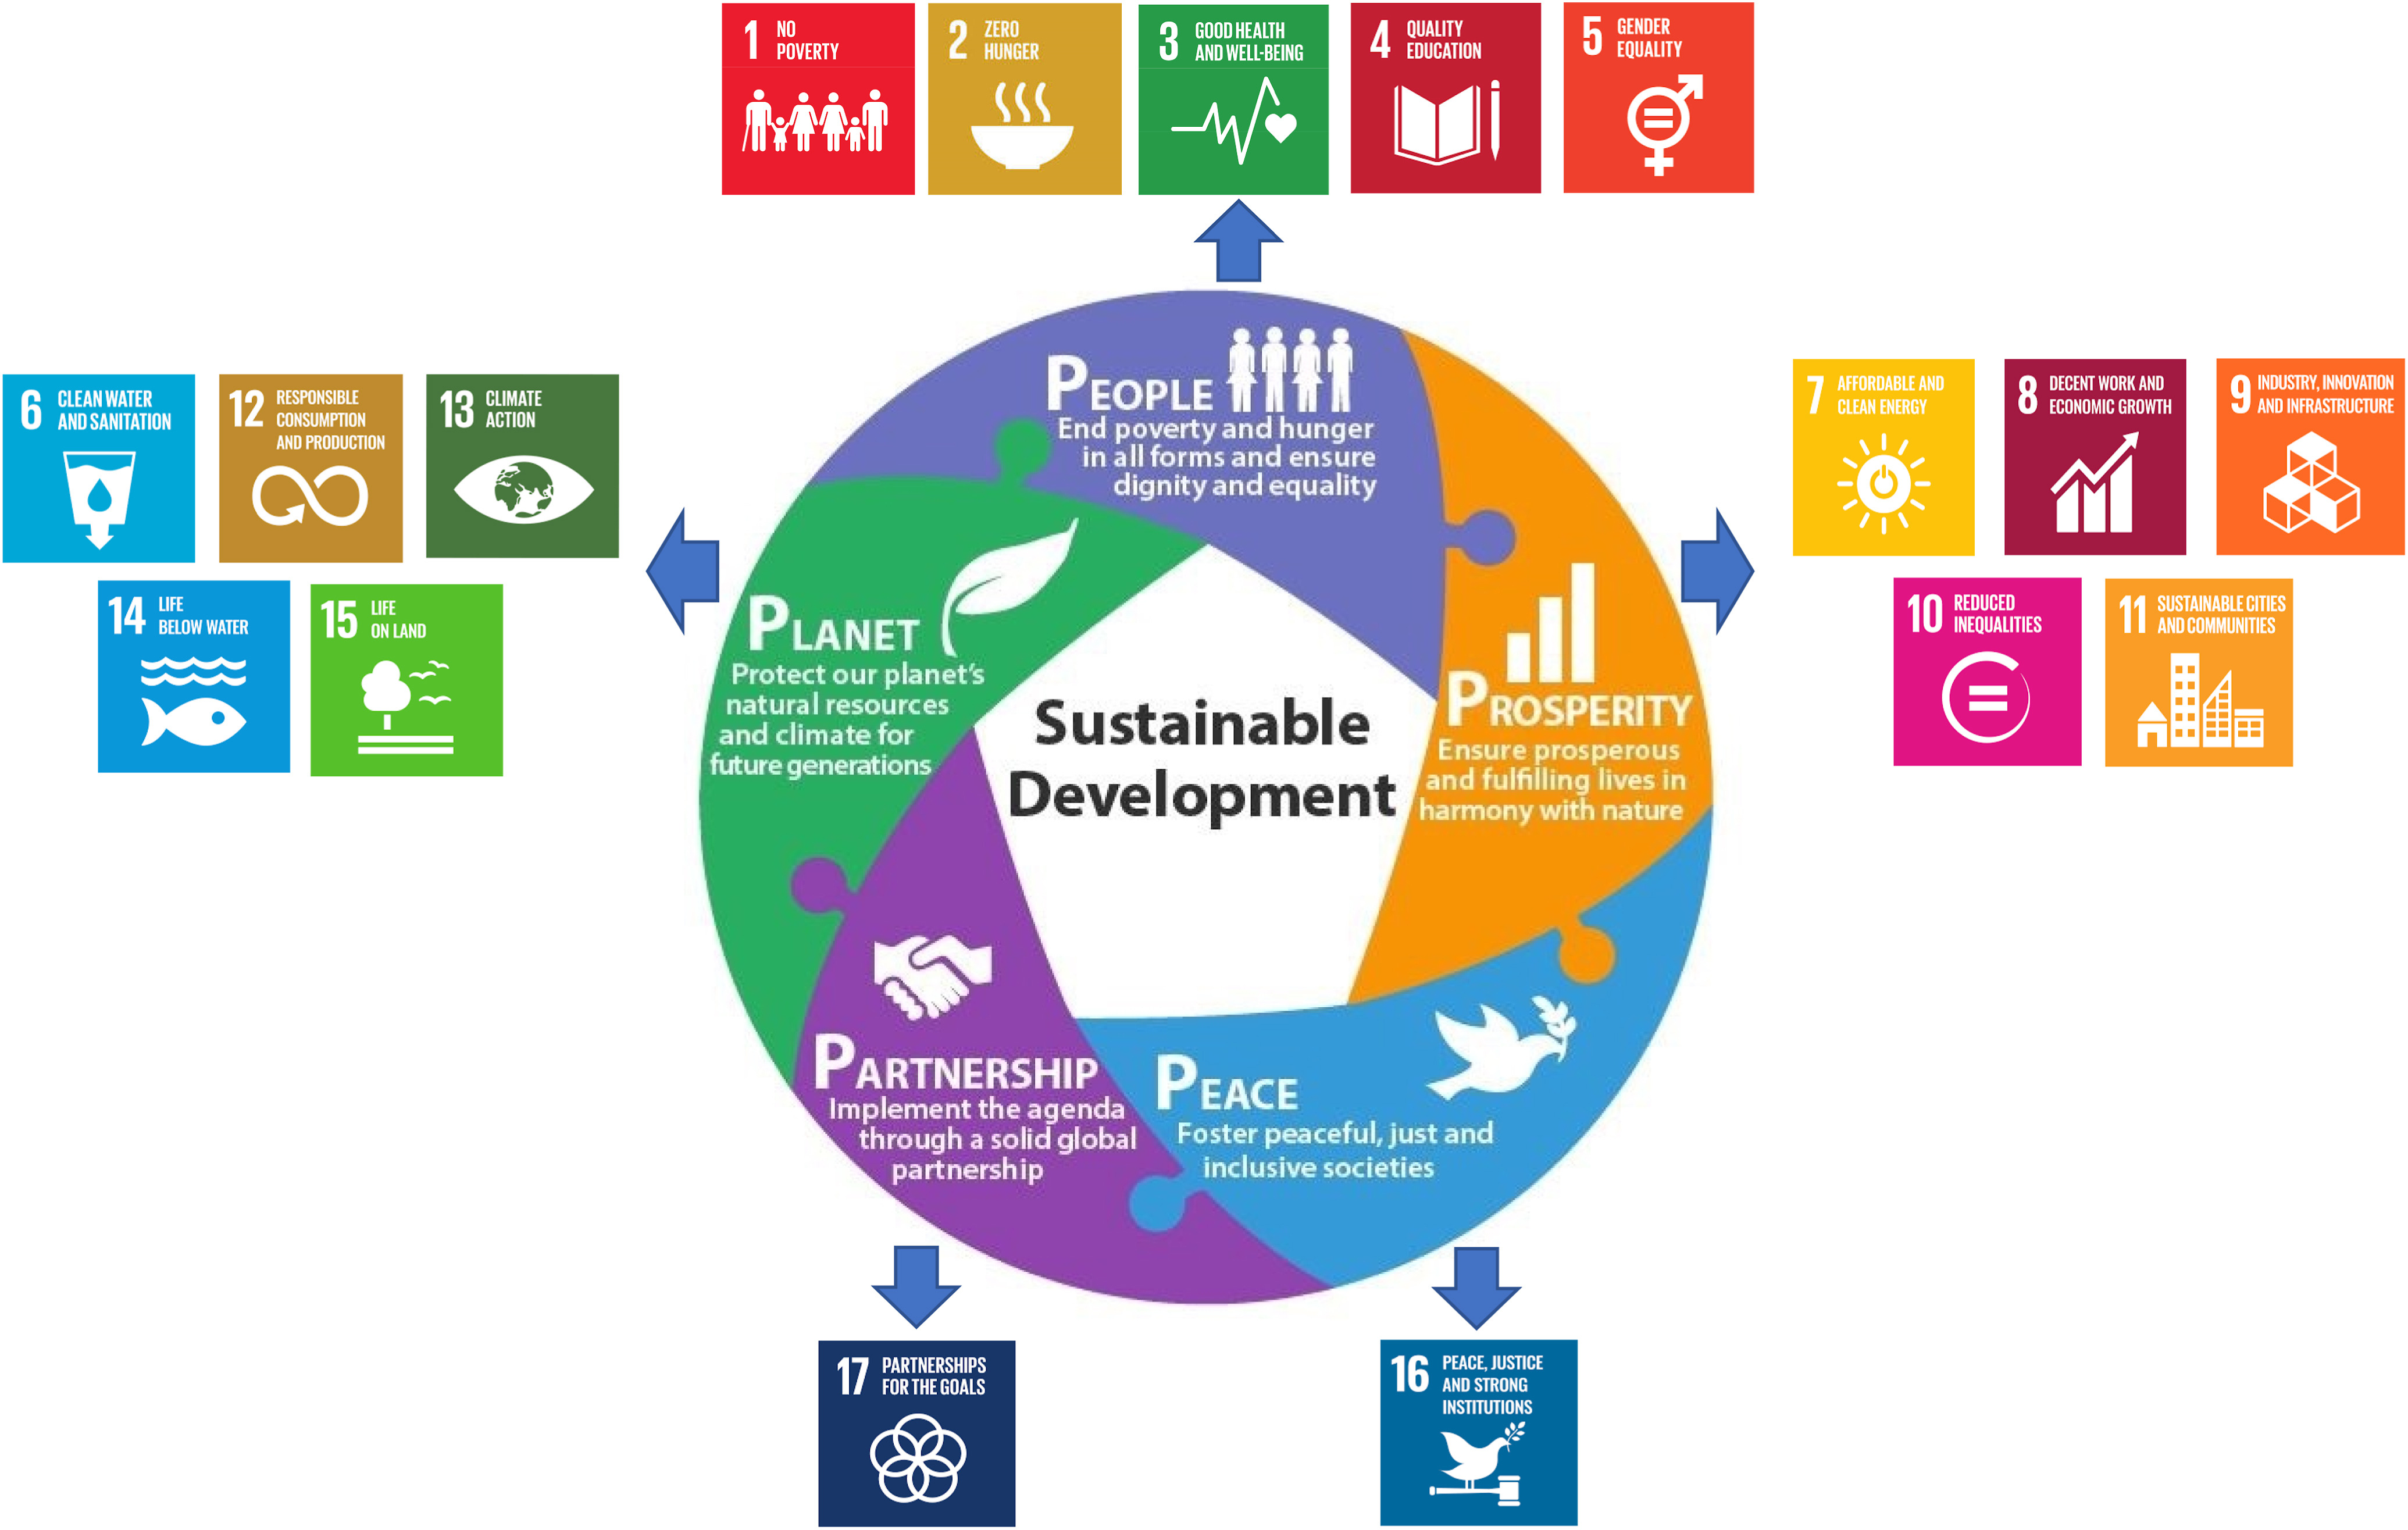 1 NO
POVERTY
2 ZERO
HUNGER
3 GOOD HEALTH
AND WELL-BEING
4 QUALITY
EDUCATION
5 GENDER
EQUALITY
6 CLEAN WATER
AND SANITATION
12 RESPONSIBLE
CONSUMPTION
AND PRODUCTION
13 CLIMATE
ACTION
14 LIFE
BELOW WATER
15 LIFE
ON LAND
PEOPLE
End poverty and hunger
in all forms and ensure
dignity and equality
7 AFFORDABLE AND
CLEAN ENERGY
8 DECENT WORK AND
ECONOMIC GROWTH
9 INDUSTRY, INNOVATION
AND INFRASTRUCTURE
10 REDUCED
INEQUALITIES
11 SUSTAINABLE CITIES
AND COMMUNITIES
PLANET
Protect our planet's
natural resources
and climate for
future generations
Sustainable
Development
PROSPERITY
Ensure prosperous
and fulfilling lives in
harmony with nature
PARTNERSHIP
Implement the agenda
through a solid global
partnership
PEACE
Foster peaceful, just and
inclusive societies
17 PARTNERSHIPS
FOR THE GOALS
16 PEACE, JUSTICE
AND STRONG
INSTITUTIONS